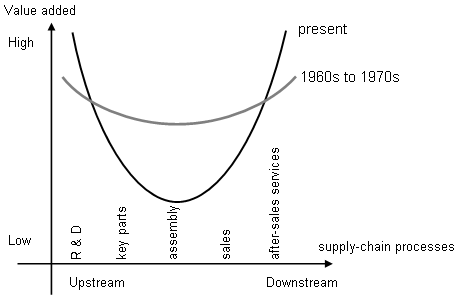 Value added
High
present
1960s to 1970s
Low
R & D
key parts
assembly
sales
after-sales services
supply-chain processes
Upstream
Downstream